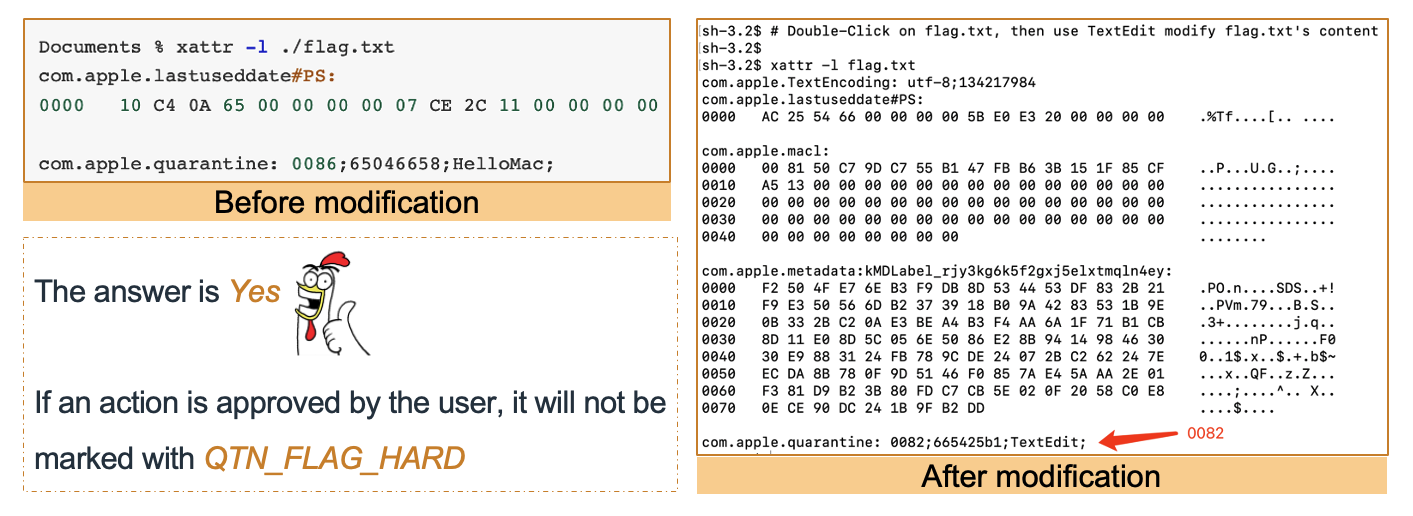 Documents % xattr -l ./flag.txt
com.apple.lastuseddate#PS:
0000   10 C4 0A 65 00 00 00 00 07 CE 2C 11 00 00 00 00
com.apple.quarantine: 0086;65046658;HelloMac;
Before modification
The answer is Yes
If an action is approved by the user, it will not be
marked with QTN_FLAG_HARD
sh-3.2$ # Double-Click on flag.txt, then use TextEdit modify flag.txt's content
sh-3.2$
sh-3.2$ xattr -l flag.txt
com.apple.TextEncoding: utf-8;134217984
com.apple.lastuseddate#PS:
0000   AC 25 54 66 00 00 00 00 5B E0 E3 20 00 00 00 00    .%Tf....[.. ....
com.apple.macl:
0000   00 81 50 C7 9D C7 55 B1 47 FB B6 3B 15 1F 85 CF    ..P...U.G..;....
0010   A5 13 00 00 00 00 00 00 00 00 00 00 00 00 00 00    ................
0020   00 00 00 00 00 00 00 00 00 00 00 00 00 00 00 00    ................
0030   00 00 00 00 00 00 00 00 00 00 00 00 00 00 00 00    ................
0040   00 00 00 00 00 00 00 00    ........
com.apple.metadata:kMDLabel_rjy3kg6k5f2gxj5elxtmqln4ey:
0000   F2 50 4F E7 6E B3 F9 DB 8D 53 44 53 DF 83 2B 21    .PO.n....SDS..+!
0010   F9 E3 50 56 6D B2 37 39 18 B0 9A 42 83 53 1B 9E    ..PVm.79...B.S..
0020   0B 33 2B C2 0A E3 BE A4 B3 F4 AA 6A 1F 71 B1 CB    .3+........j.q..
0030   8D 11 E0 8D 5C 05 6E 50 86 E2 8B 94 14 98 46 30    ......nP......F0
0040   30 E9 88 31 24 FB 78 9C DE 24 07 2B C2 62 24 7E    0..1$.x..$.+.b$~
0050   EC DA 8B 78 0F 9D 51 46 F0 85 7A E4 5A AA 2E 01    ...x..QF..z.Z...
0060   F3 81 D9 B2 3B 80 FD C7 CB 5E 02 0F 20 58 C0 E8    ....;....^.. X..
0070   0E CE 90 DC 24 1B 9F B2 DD    ....$....
com.apple.quarantine: 0082;665425b1;TextEdit;
0082
After modification